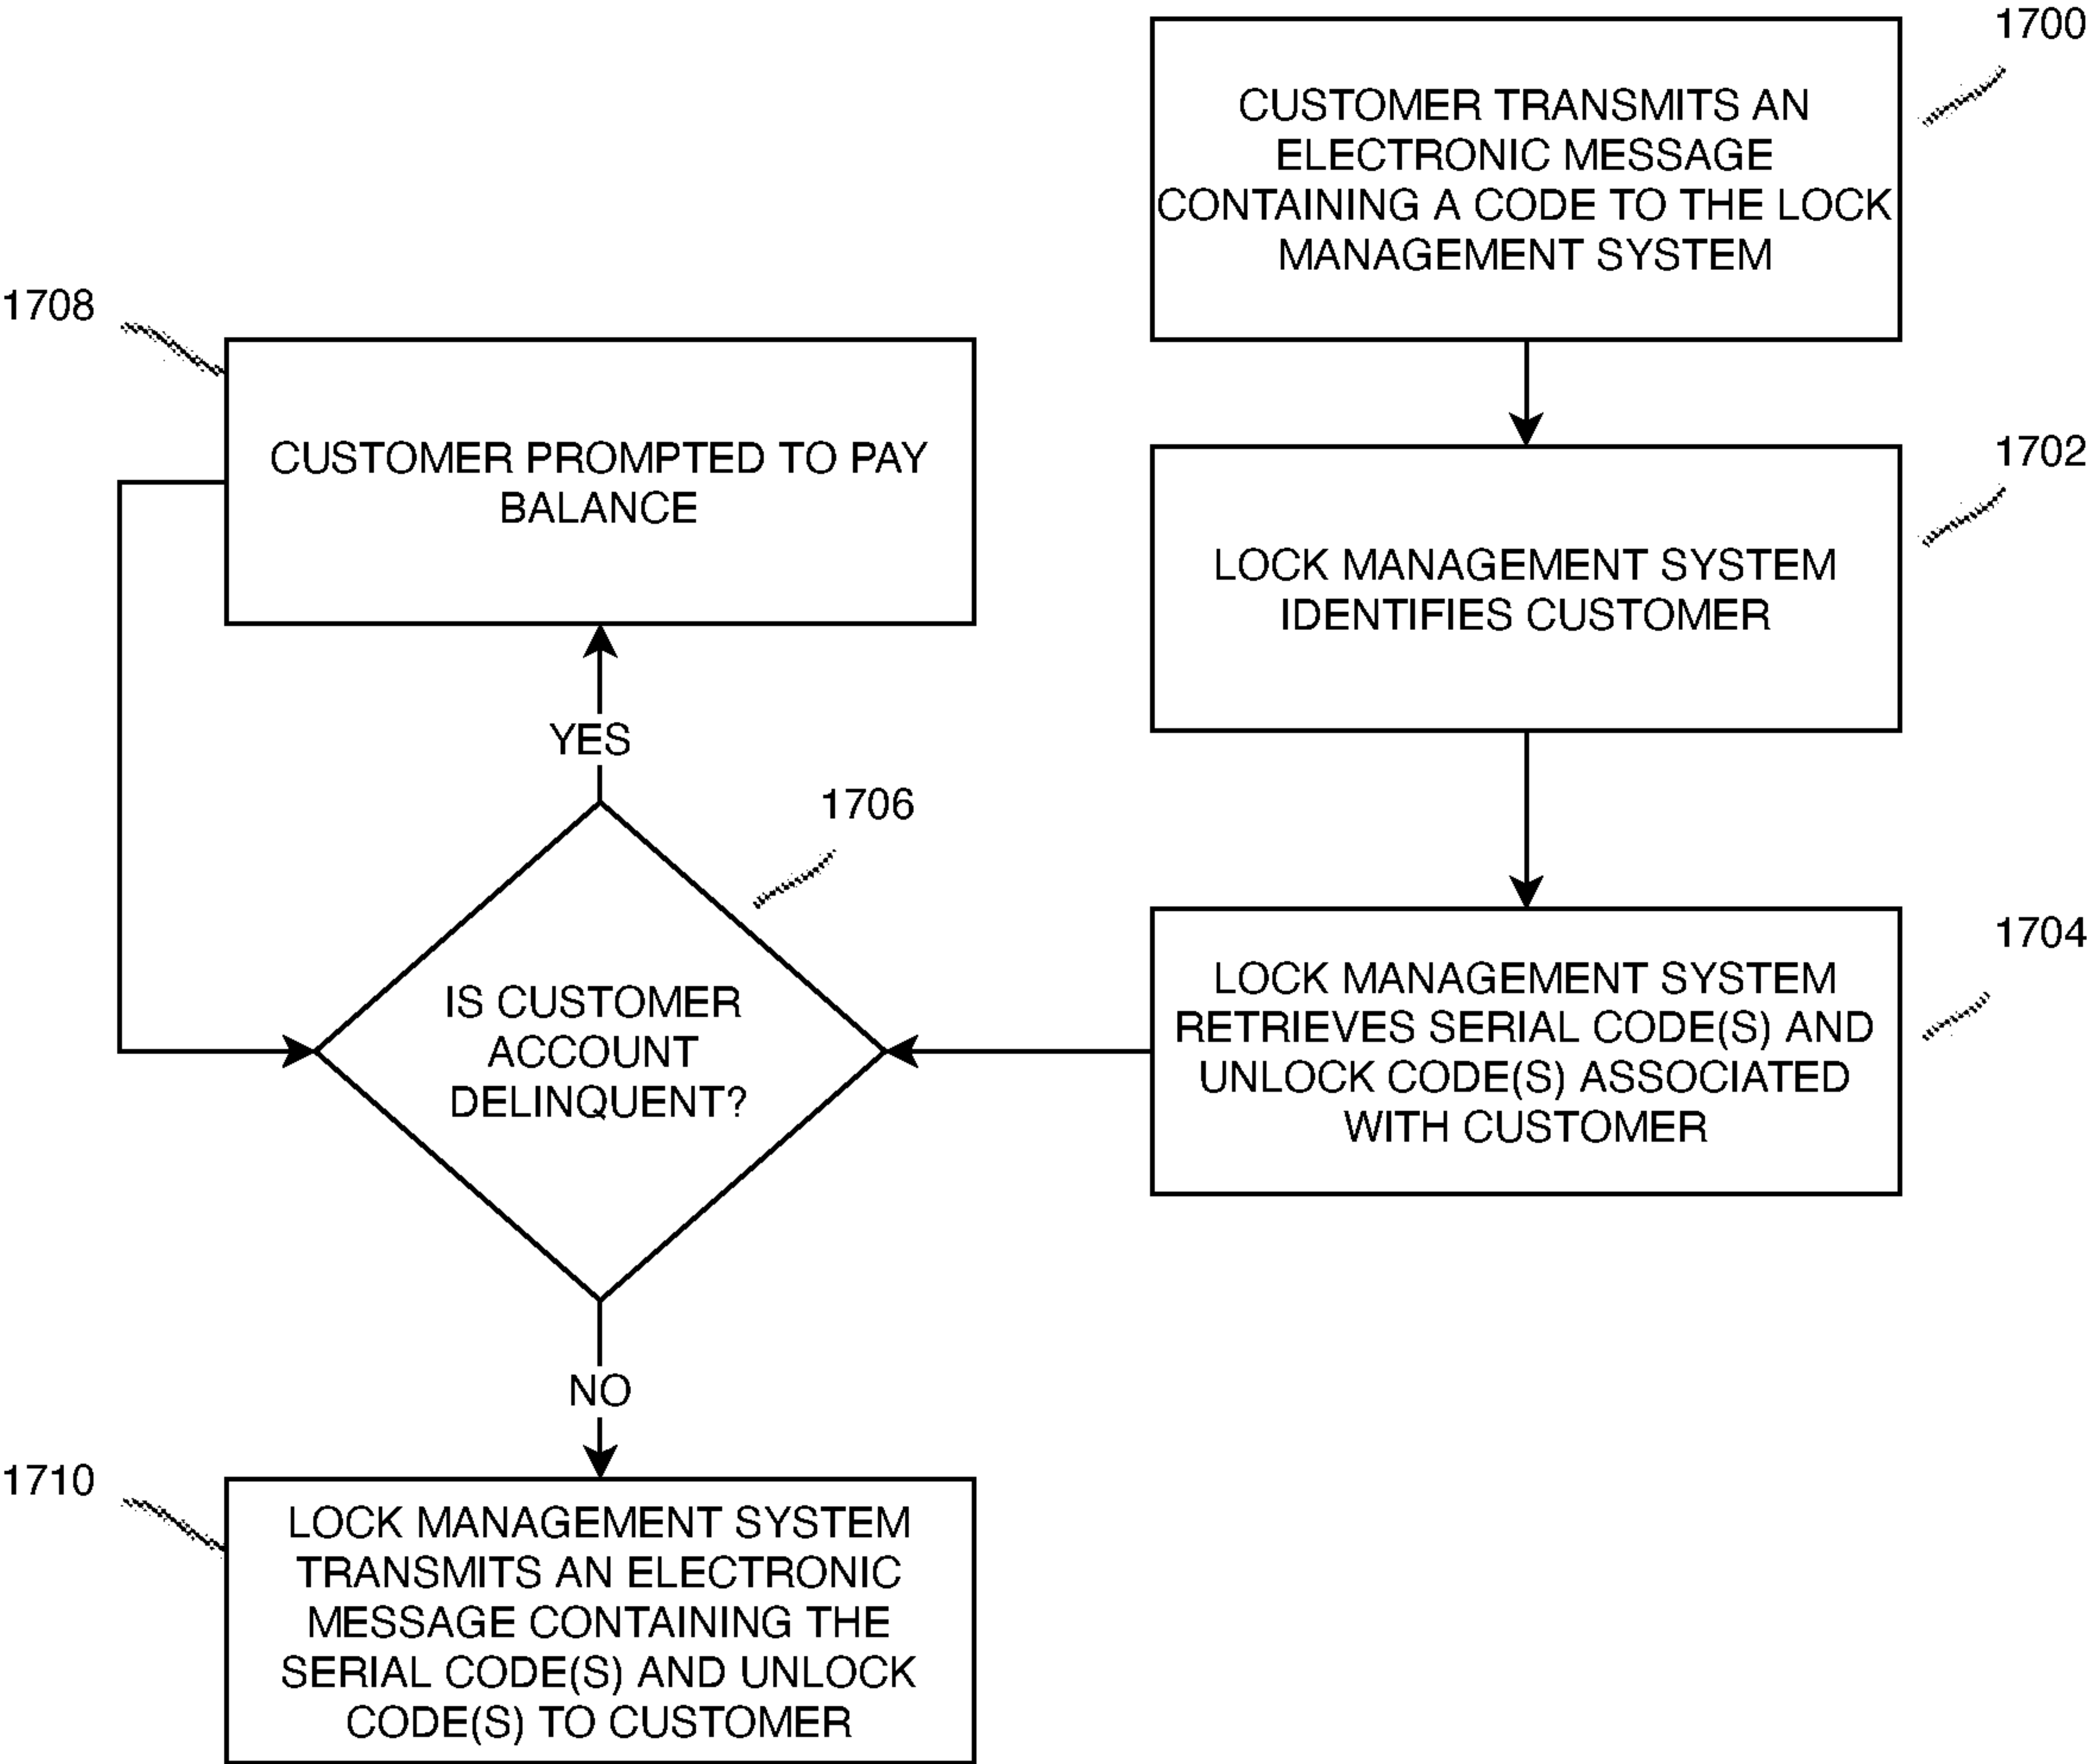 1700
CUSTOMER TRANSMITS AN
ELECTRONIC MESSAGE
CONTAINING A CODE TO THE LOCK
MANAGEMENT SYSTEM
1702
LOCK MANAGEMENT SYSTEM
IDENTIFIES CUSTOMER
1704
LOCK MANAGEMENT SYSTEM
RETRIEVES SERIAL CODE(S) AND
UNLOCK CODE(S) ASSOCIATED
WITH CUSTOMER
1706
IS CUSTOMER
ACCOUNT
DELINQUENT?
YES
1708
CUSTOMER PROMPTED TO PAY
BALANCE
NO
1710
LOCK MANAGEMENT SYSTEM
TRANSMITS AN ELECTRONIC
MESSAGE CONTAINING THE
SERIAL CODE(S) AND UNLOCK
CODE(S) TO CUSTOMER